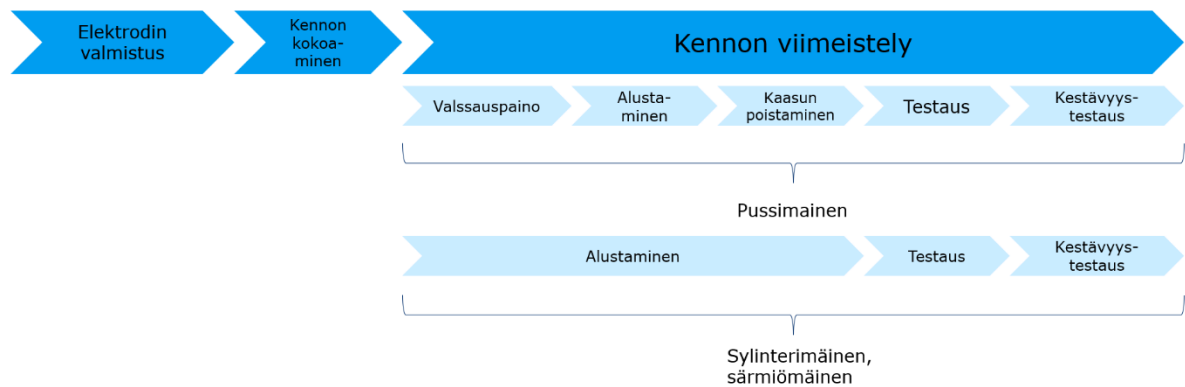 Elektrodin
valmistus
Kennon
kokoa-
minen
Kennon viimeistely
Valssauspaino
Alusta-
minen
Kaasun
poistaminen
Testaus
Kestävyys-
testaus
Pussimainen
Alustaminen
Testaus
Kestävyys-
testaus
Sylinterimäinen,
särmiömäinen